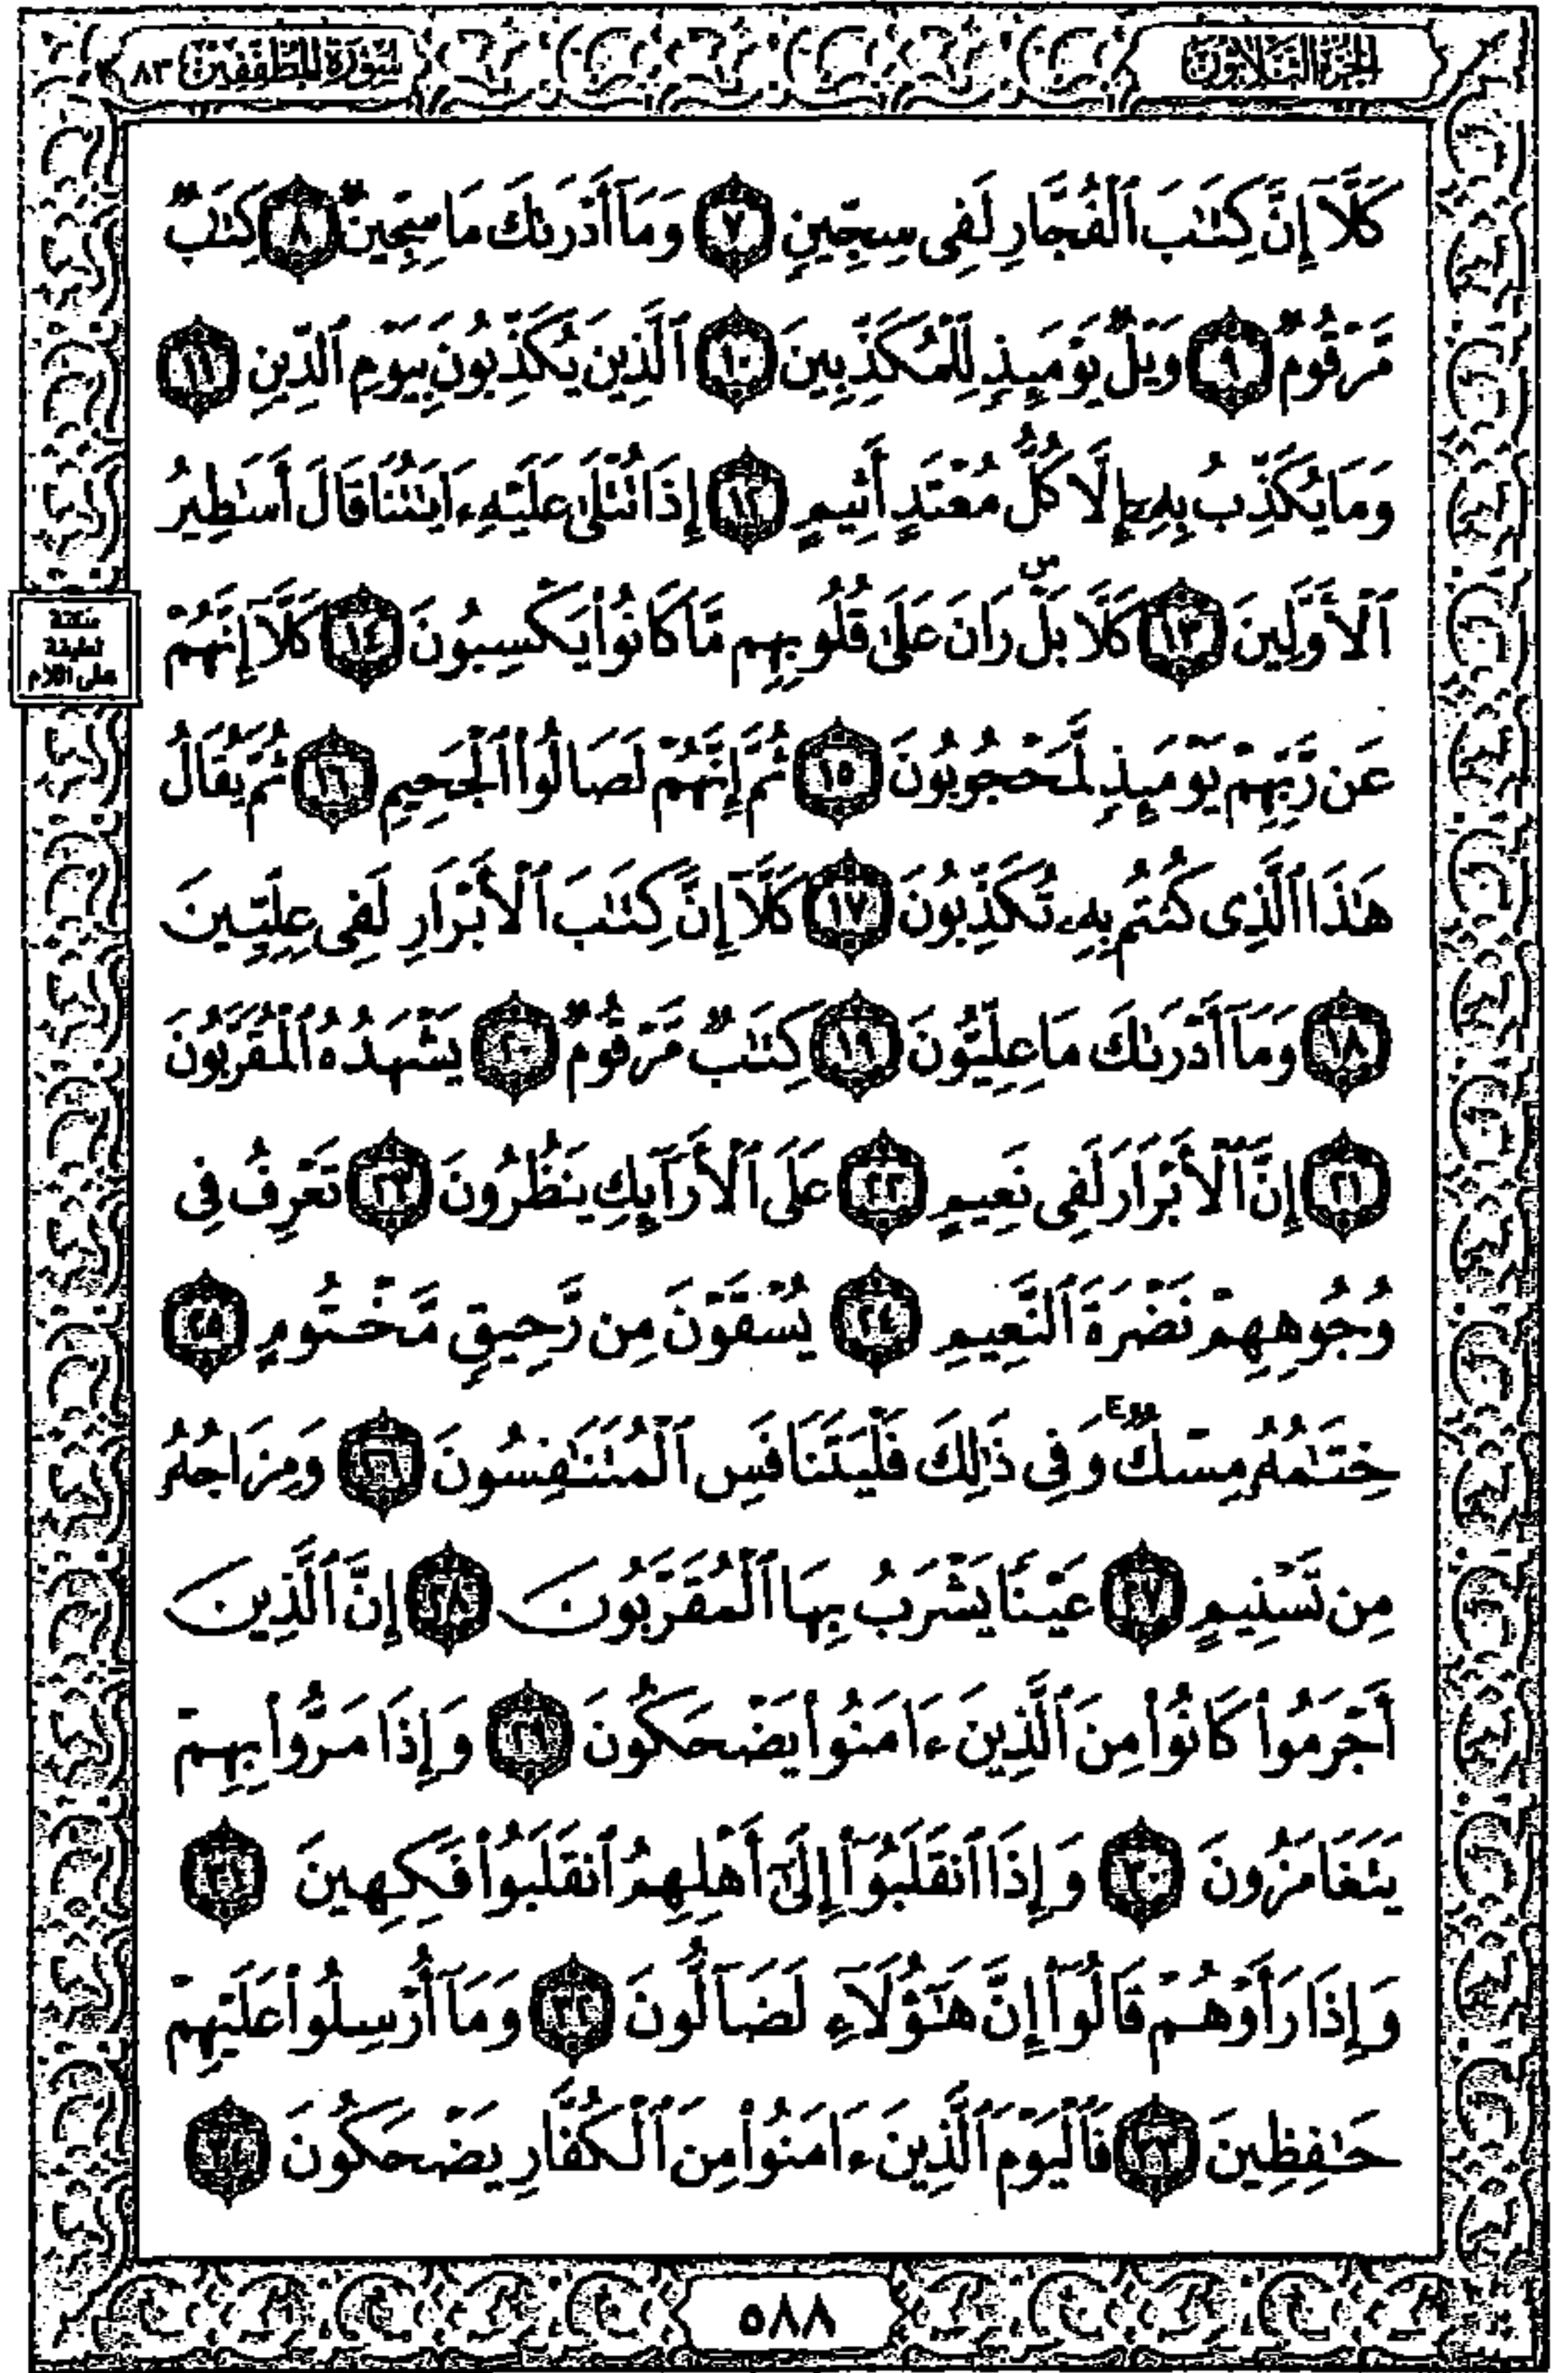 الجزء الثلاثون
سورة المطففين ٨٣
كَلَّآ إِنَّ كِتَٰبَ ٱلْفُجَّارِ لَفِى سِجِّينٍ ٧ وَمَآ أَدْرَىٰكَ مَا سِجِّينٌ ٨ كِتَٰبٌ
مَّرْقُومٌ ٩ وَيْلٌ يَوْمَئِذٍ لِّلْمُكَذِّبِينَ ١٠ ٱلَّذِينَ يُكَذِّبُونَ بِيَوْمِ ٱلدِّينِ ١١
وَمَا يُكَذِّبُ بِهِۦٓ إِلَّا كُلُّ مُعْتَدٍ أَثِيمٍ ١٢ إِذَا تُتْلَىٰ عَلَيْهِ ءَايَٰتُنَا قَالَ أَسَٰطِيرُ
ٱلْأَوَّلِينَ ١٣ كَلَّا بَلْۜ رَانَ عَلَىٰ قُلُوبِهِم مَّا كَانُوا۟ يَكْسِبُونَ ١٤ كَلَّآ إِنَّهُمْ
سكتة
لطيفة
على اللام
عَن رَّبِّهِمْ يَوْمَئِذٍ لَّمَحْجُوبُونَ ١٥ ثُمَّ إِنَّهُمْ لَصَالُوا۟ ٱلْجَحِيمِ ١٦ ثُمَّ يُقَالُ
هَٰذَا ٱلَّذِى كُنتُم بِهِۦ تُكَذِّبُونَ ١٧ كَلَّآ إِنَّ كِتَٰبَ ٱلْأَبْرَارِ لَفِى عِلِّيِّينَ
١٨ وَمَآ أَدْرَىٰكَ مَا عِلِّيُّونَ ١٩ كِتَٰبٌ مَّرْقُومٌ ٢٠ يَشْهَدُهُ ٱلْمُقَرَّبُونَ
٢١ إِنَّ ٱلْأَبْرَارَ لَفِى نَعِيمٍ ٢٢ عَلَى ٱلْأَرَآئِكِ يَنظُرُونَ ٢٣ تَعْرِفُ فِى
وُجُوهِهِمْ نَضْرَةَ ٱلنَّعِيمِ ٢٤ يُسْقَوْنَ مِن رَّحِيقٍ مَّخْتُومٍ ٢٥
خِتَٰمُهُۥ مِسْكٌ ۚ وَفِى ذَٰلِكَ فَلْيَتَنَافَسِ ٱلْمُتَنَٰفِسُونَ ٢٦ وَمِزَاجُهُۥ
مِن تَسْنِيمٍ ٢٧ عَيْنًا يَشْرَبُ بِهَا ٱلْمُقَرَّبُونَ ٢٨ إِنَّ ٱلَّذِينَ
أَجْرَمُوا۟ كَانُوا۟ مِنَ ٱلَّذِينَ ءَامَنُوا۟ يَضْحَكُونَ ٢٩ وَإِذَا مَرُّوا۟ بِهِمْ
يَتَغَامَزُونَ ٣٠ وَإِذَا ٱنقَلَبُوٓا۟ إِلَىٰٓ أَهْلِهِمُ ٱنقَلَبُوا۟ فَكِهِينَ ٣١
وَإِذَا رَأَوْهُمْ قَالُوٓا۟ إِنَّ هَٰٓؤُلَآءِ لَضَآلُّونَ ٣٢ وَمَآ أُرْسِلُوا۟ عَلَيْهِمْ
حَٰفِظِينَ ٣٣ فَٱلْيَوْمَ ٱلَّذِينَ ءَامَنُوا۟ مِنَ ٱلْكُفَّارِ يَضْحَكُونَ ٣٤
٥٨٨